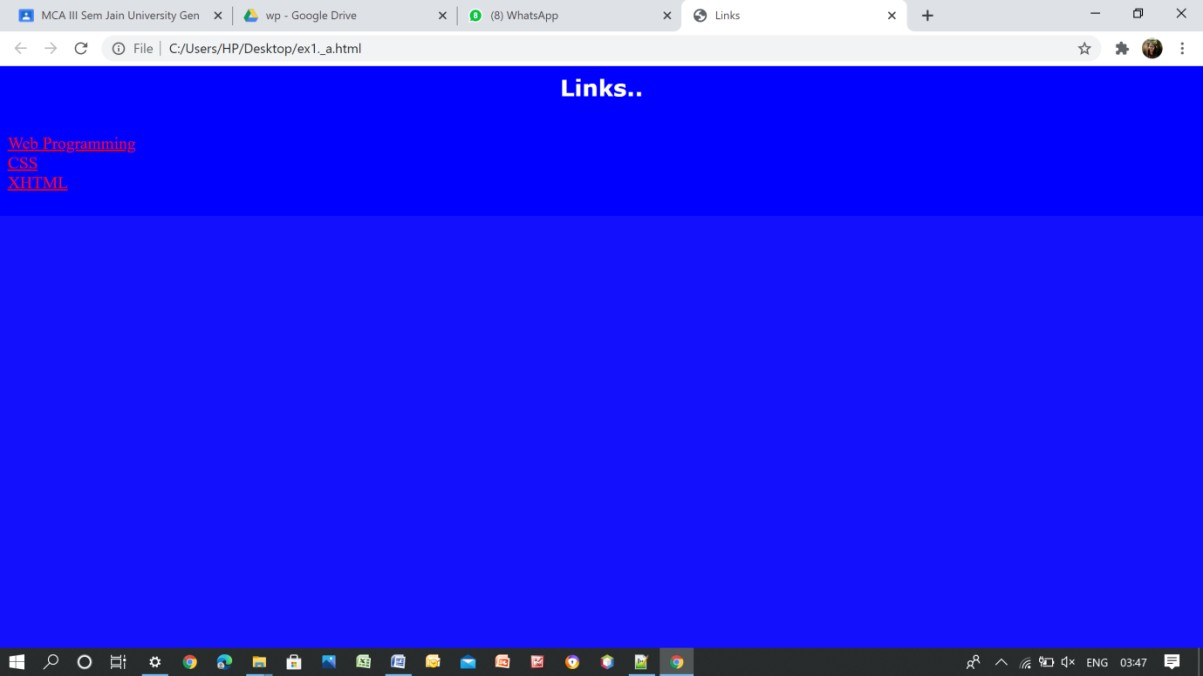 MCA III Sem Jain University Gen
wp - Google Drive
(8) WhatsApp
Links
File
C:/Users/HP/Desktop/ex1._a.html
Links..
Web Programming
CSS
XHTML
ENG
03:47